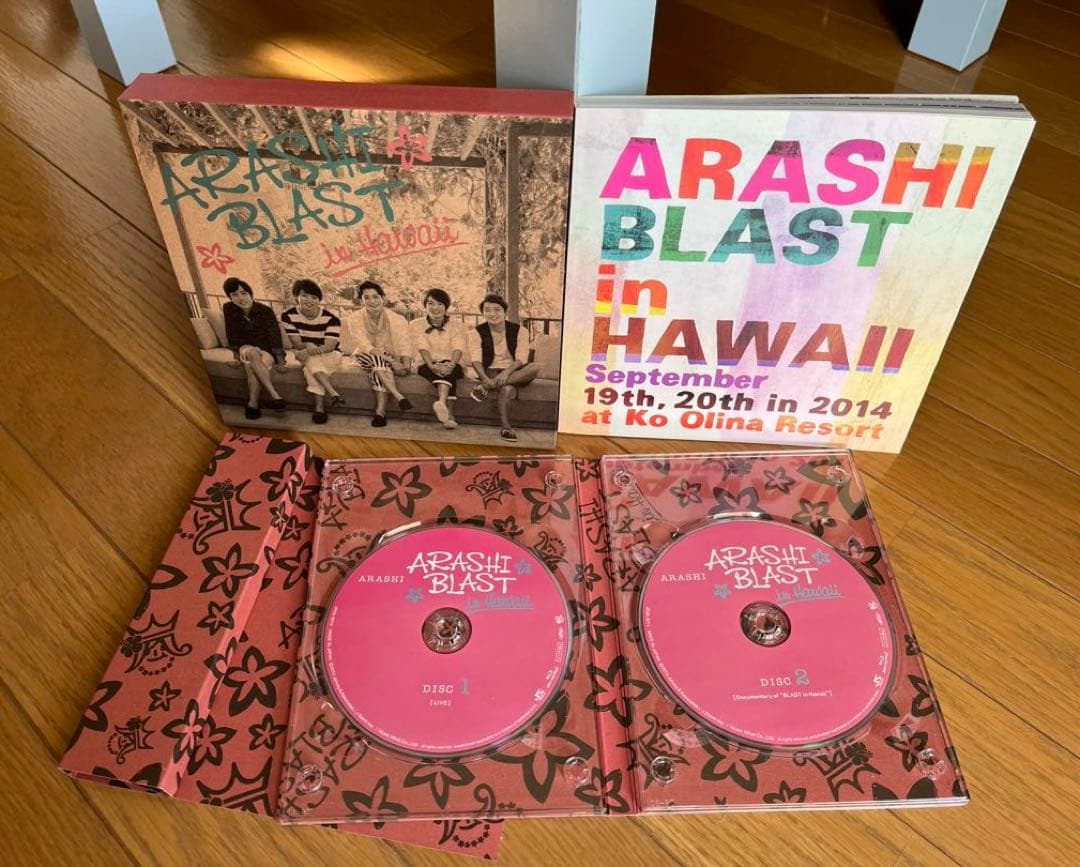 ARASHI
BLAST
in Hawaii
ARASHI
BLAST
in
HAWAII
September
19th, 20th in 2014
at Ko Olina Resort
ARASHI
ARASHI
BLAST
in Hawaii
DISC 1
[LIVE]
ARASHI
ARASHI
BLAST
in Hawaii
DISC 2
[Documentary of "BLAST in Hawaii"]